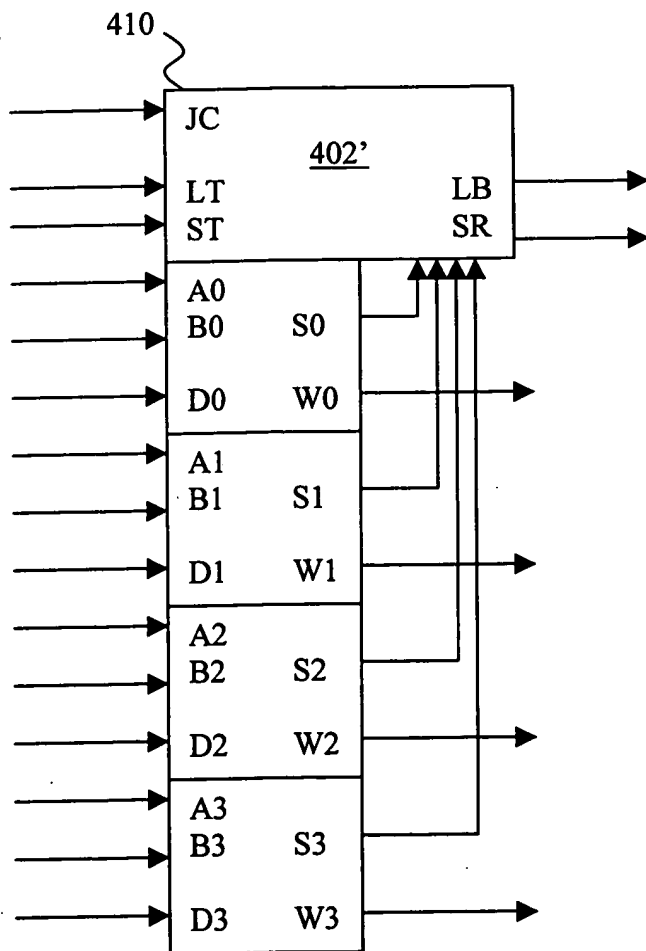 410
JC
402’
LT LB
ST SR
A0
B0 S0
D0 W0
A1
B1 S1
D1 W1
A2
B2 S2
D2 W2
A3
B3 S3
D3 W3